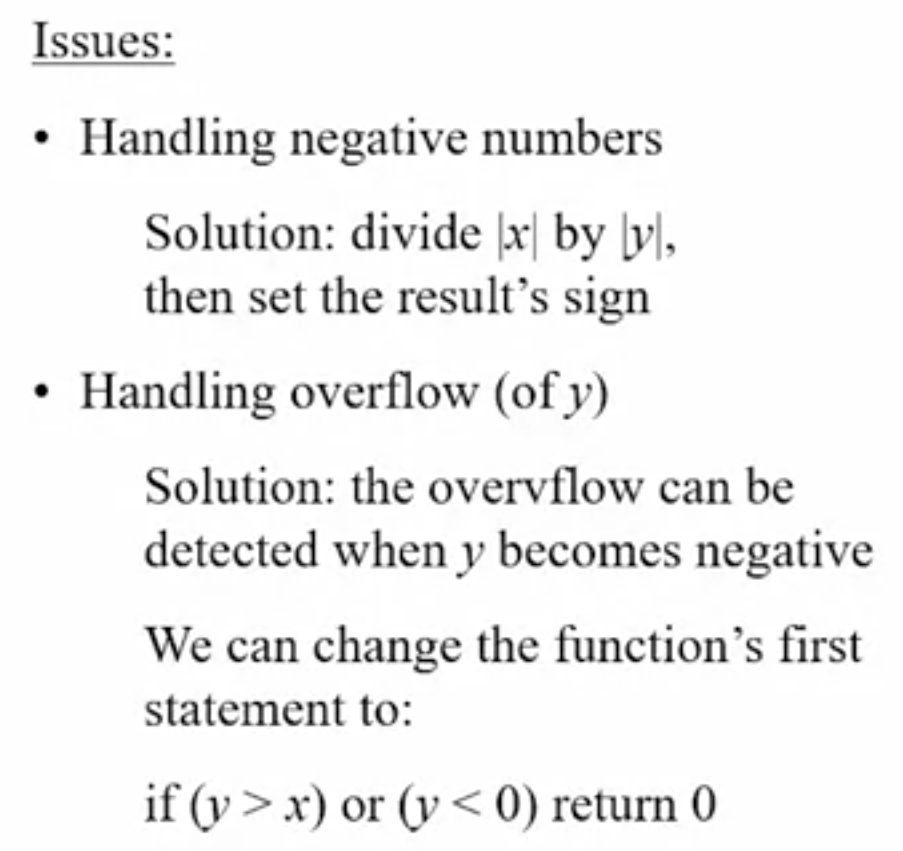 Issues:
• Handling negative numbers
Solution: divide |x| by |y|,
then set the result’s sign
• Handling overflow (of y)
Solution: the overvflow can be
detected when y becomes negative
We can change the function’s first
statement to:
if (y > x) or (y < 0) return 0